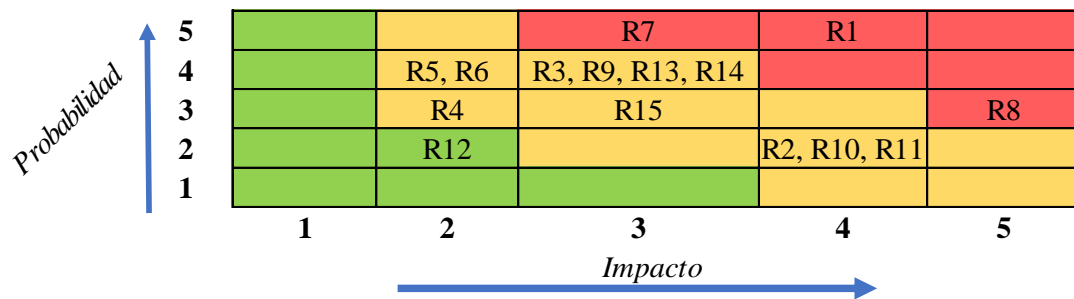 Probabilidad
5 R7 R1
4 R5, R6 R3, R9, R13, R14
3 R4 R15 R8
2 R12 R2, R10, R11
1
1 2 3 4 5
Impacto